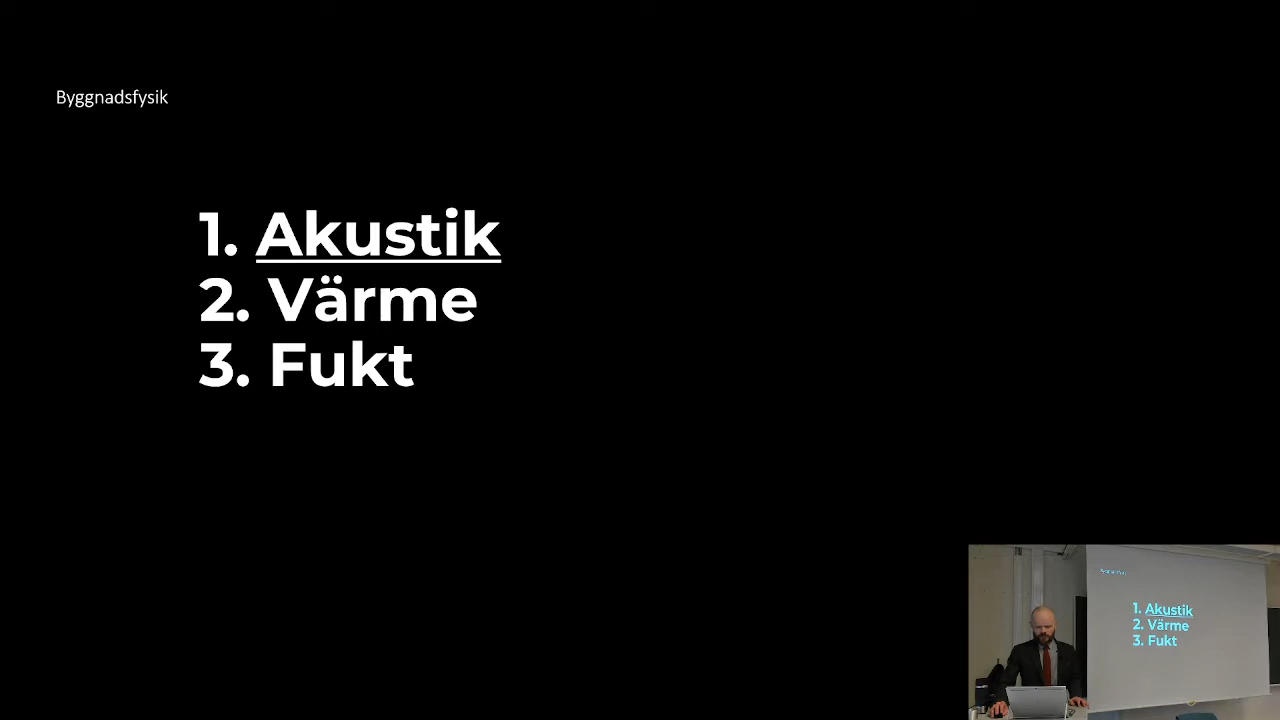 Byggnadsfysik
1. Akustik
2. Värme
3. Fukt
1. Akustik
2. Värme
3. Fukt